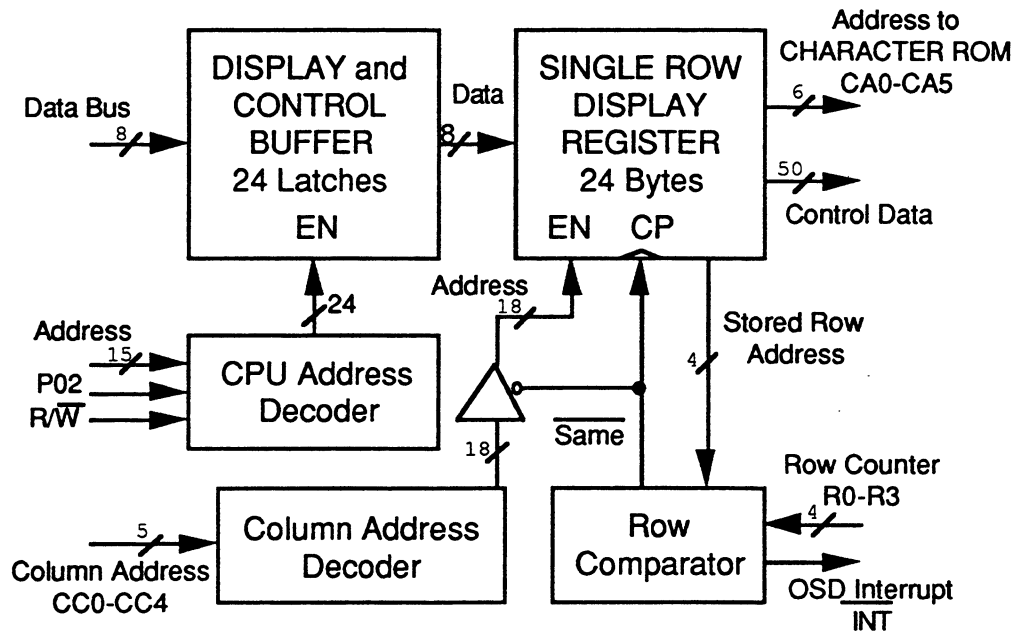 DISPLAY and
CONTROL
BUFFER
24 Latches
EN
Data Bus
8
Data
8
SINGLE ROW
DISPLAY
REGISTER
24 Bytes
EN CP
Address to
CHARACTER ROM
CA0-CA5
6
50
Control Data
24
Address
15
P02
R/W̅
CPU Address
Decoder
Address
18
18
S̅a̅m̅e̅
4
Stored Row
Address
Column Address
Decoder
5
Column Address
CC0-CC4
Row
Comparator
Row Counter
R0-R3
4
OSD Interrupt
I̅N̅T̅